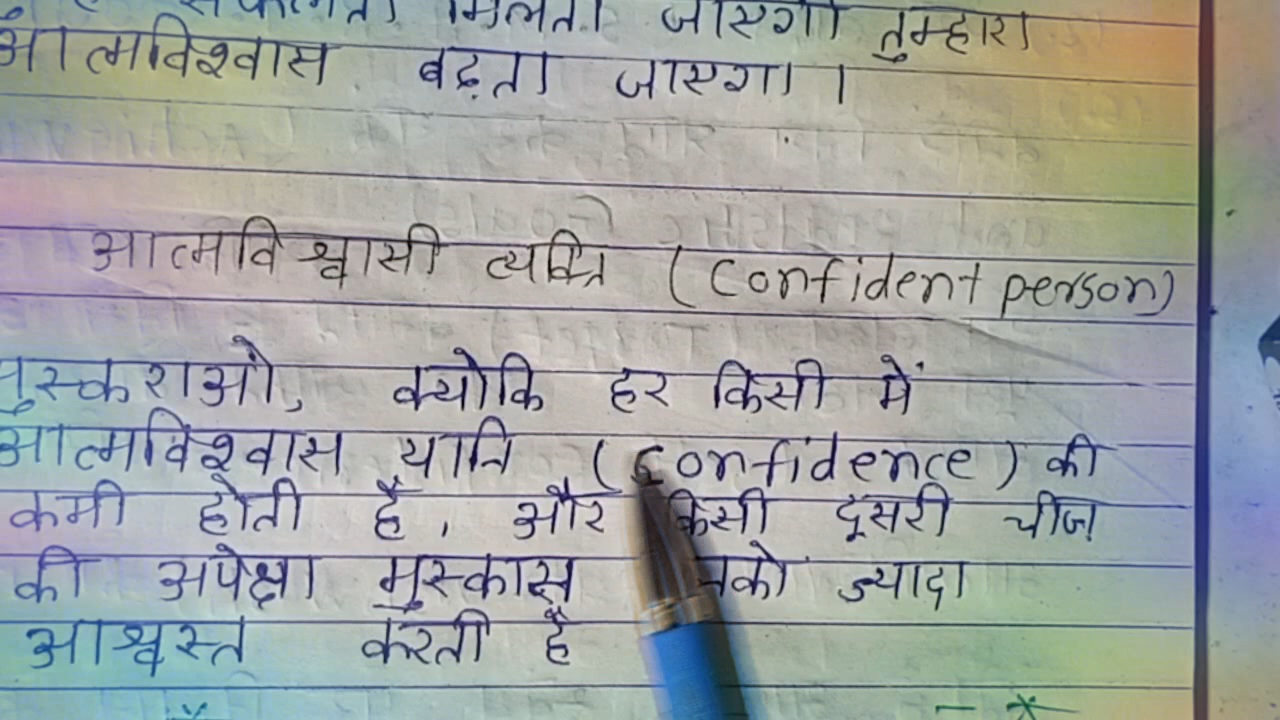 सफलता मिलती जाएगी तुम्हारा
आत्मविश्वास बढ़ता जाएगा ।
आत्मविश्वासी व्यक्ति (Confident person)
मुस्कराओ, क्योकि हर किसी में
आत्मविश्वास यानि (Confidence) की
कमी होती है, और किसी दूसरी चीज
की अपेक्षा मुस्कास ज्यादा
आश्वस्त करती है